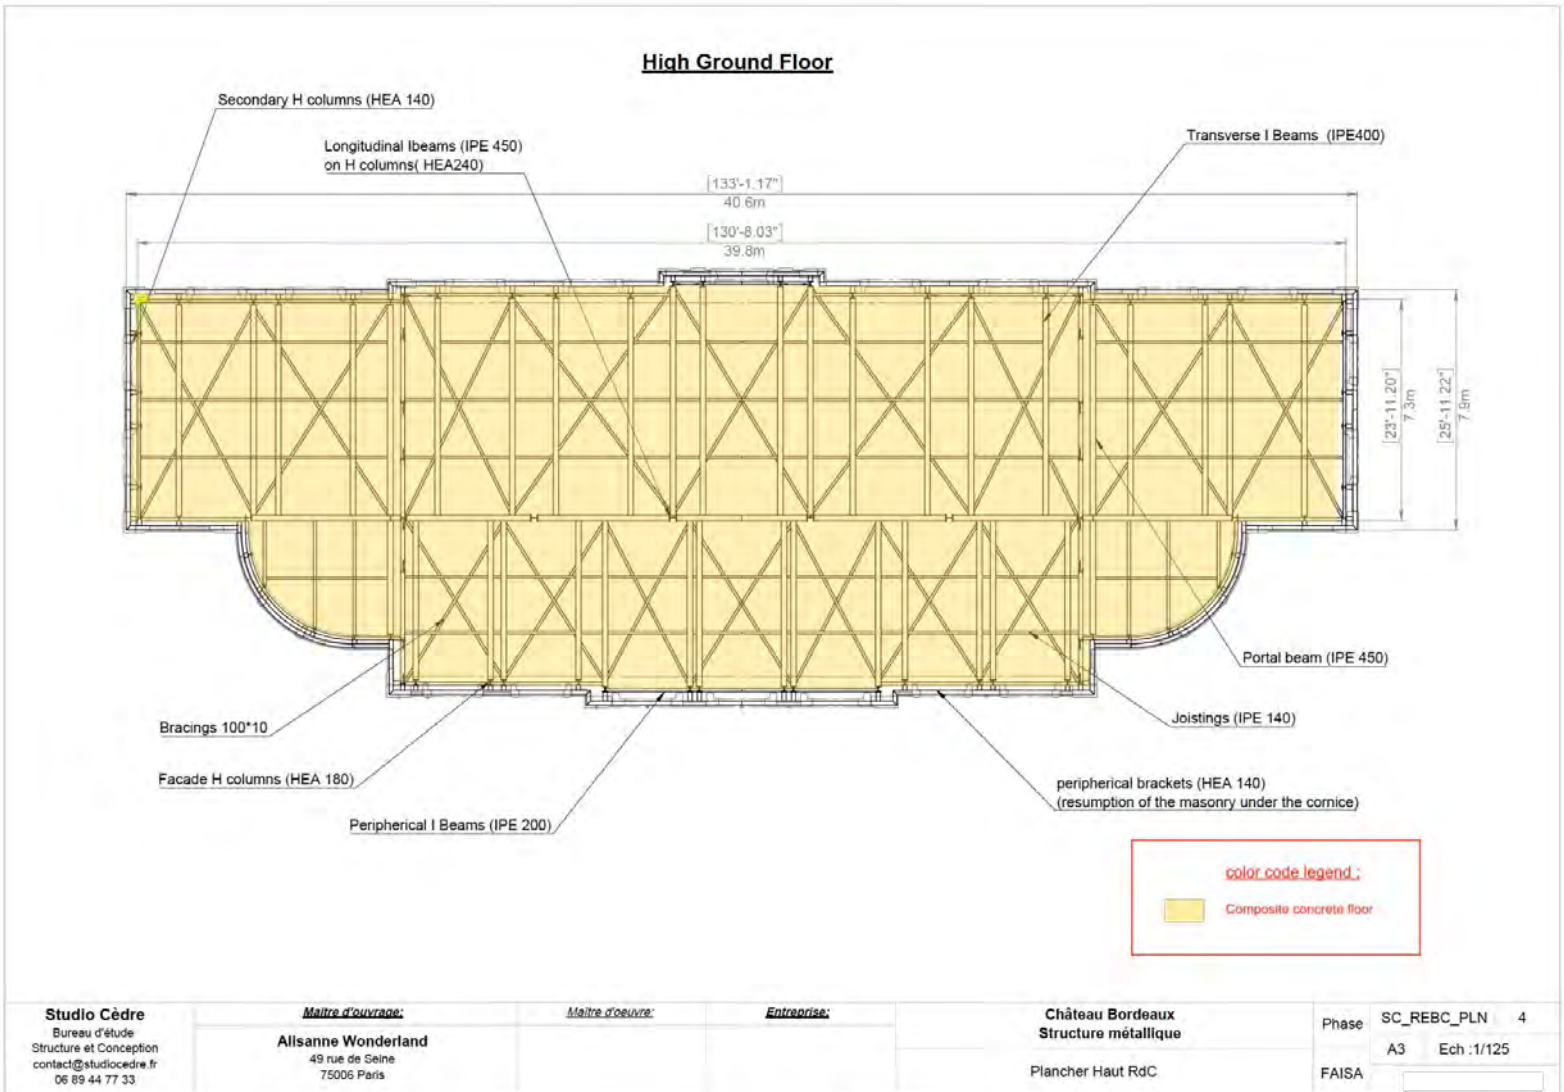 High Ground Floor
Secondary H columns (HEA 140)
Longitudinal Ibeams (IPE 450)
on H columns( HEA240)
Transverse I Beams (IPE400)
[133'-1.17"]
40.6m
[130'-8.03"]
39.8m
[23'-11.20"]
7.3m
[25'-11.22"]
7.9m
Portal beam (IPE 450)
Joistings (IPE 140)
Bracings 100*10
Facade H columns (HEA 180)
Peripherical I Beams (IPE 200)
peripherical brackets (HEA 140)
(resumption of the masonry under the cornice)
color code legend :
Composite concrete floor
Studio Cèdre
Bureau d'étude
Structure et Conception
contact@studiocedre.fr
06 89 44 77 33
Maître d'ouvrage:
Alisanne Wonderland
49 rue de Seine
75006 Paris
Maître d'oeuvre:
Entreprise:
Château Bordeaux
Structure métallique
Plancher Haut RdC
Phase
FAISA
SC_REBC_PLN 4
A3 Ech :1/125